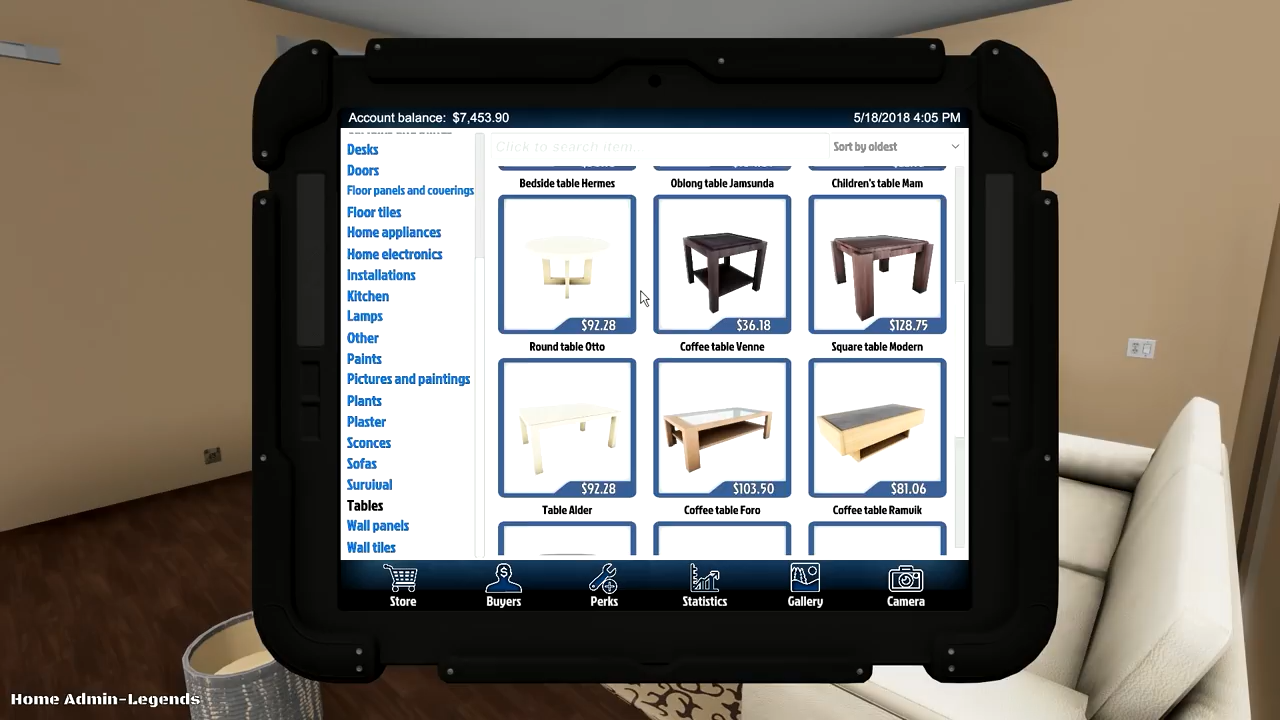 Account balance: $7,453.90
5/18/2018 4:05 PM
Desks
Doors
Floor panels and coverings
Floor tiles
Home appliances
Home electronics
Installations
Kitchen
Lamps
Other
Paints
Pictures and paintings
Plants
Plaster
Sconces
Sofas
Survival
Tables
Wall panels
Wall tiles
Click to search item.
Sort by oldest
Bedside table Hermes
Oblong table Jamsunda
Children's table Mam
$92.28
$36.18
$128.75
Round table Otto
Coffee table Venne
Square table Modern
$92.28
$103.50
$81.06
Table Alder
Coffee table Foro
Coffee table Ramvik
Store
Buyers
Perks
Statistics
Gallery
Camera
Home Admin-Legends